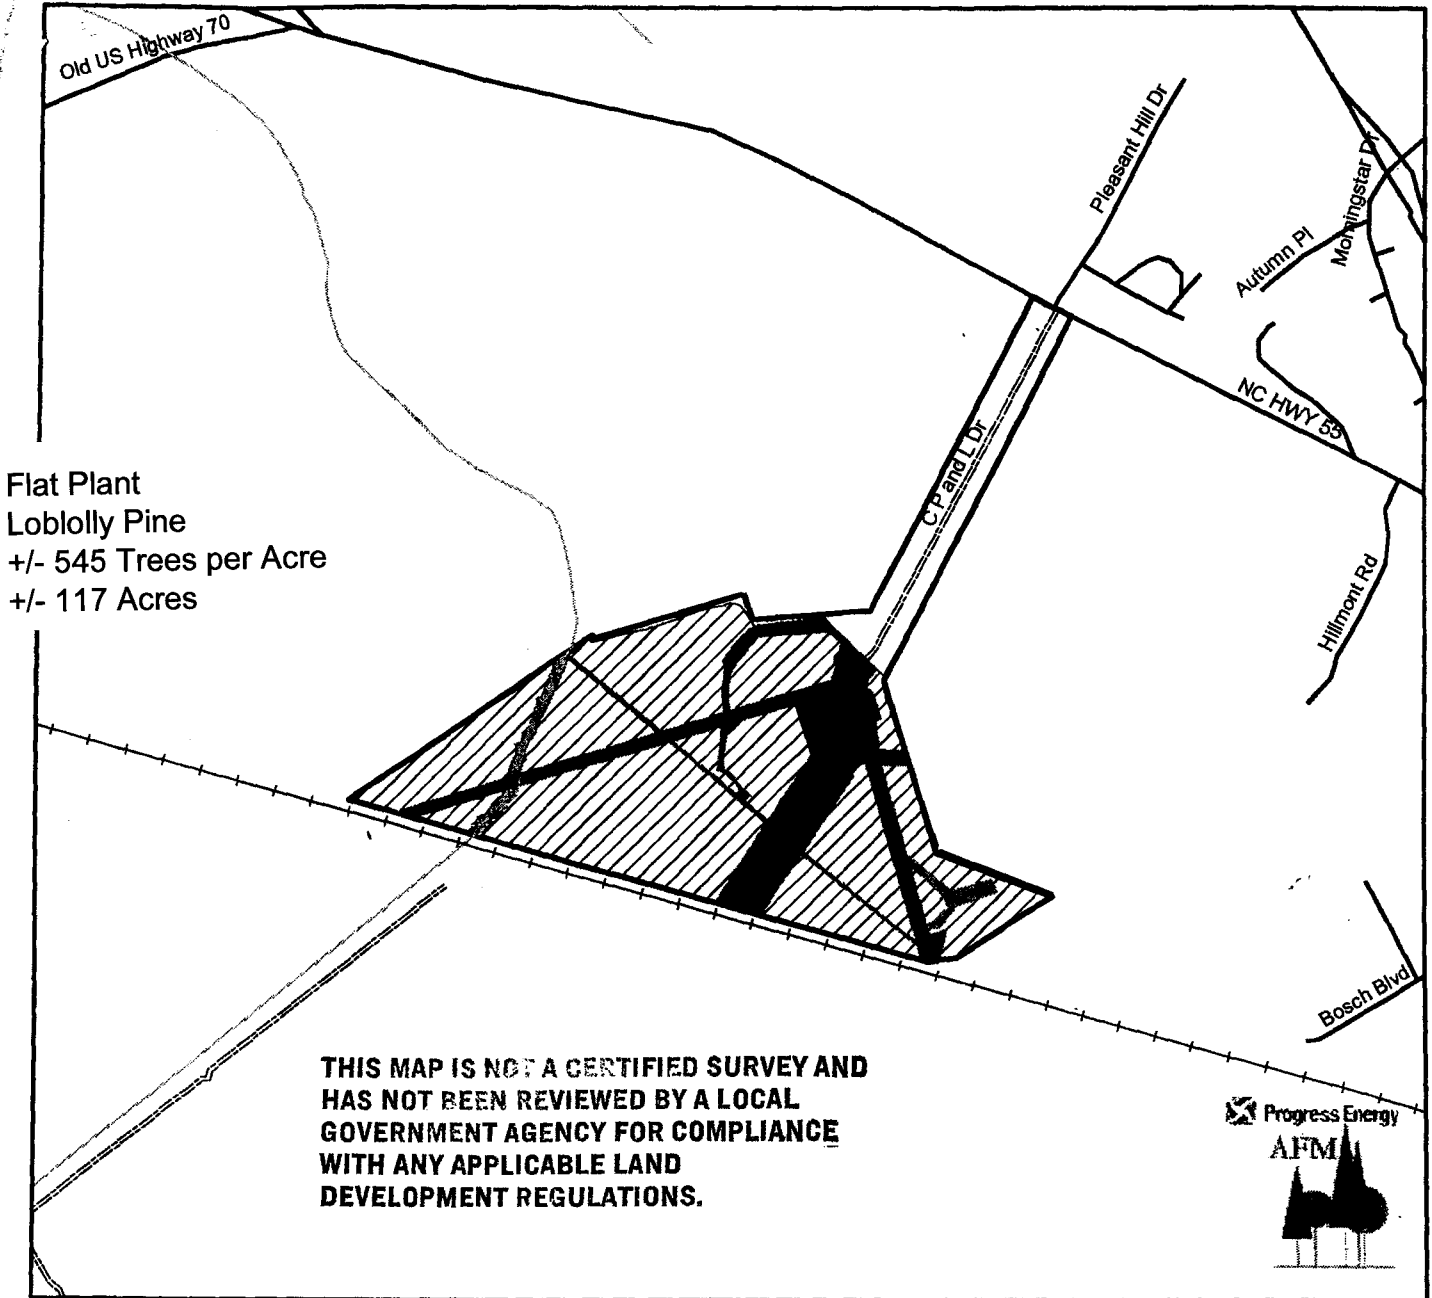 Old US Highway 70
Pleasant Hill Dr
Morningstar Dr
Autumn Pl
NC HWY 55
C P and L Dr
Flat Plant
Loblolly Pine
+/- 545 Trees per Acre
+/- 117 Acres
Hillmont Rd
Bosch Blvd
THIS MAP IS NOT A CERTIFIED SURVEY AND
HAS NOT BEEN REVIEWED BY A LOCAL
GOVERNMENT AGENCY FOR COMPLIANCE
WITH ANY APPLICABLE LAND
DEVELOPMENT REGULATIONS.
Progress Energy
AFM